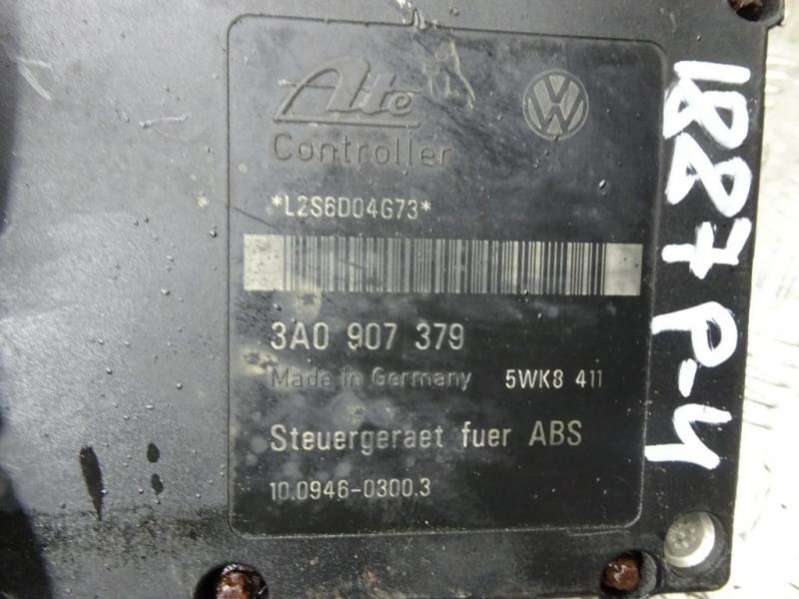 Ate
Controller
*L2S6D04G73*
3A0 907 379
Made in Germany 5WK8 411
Steuergeraet fuer ABS
10.0946-0300.3
1887 P-4